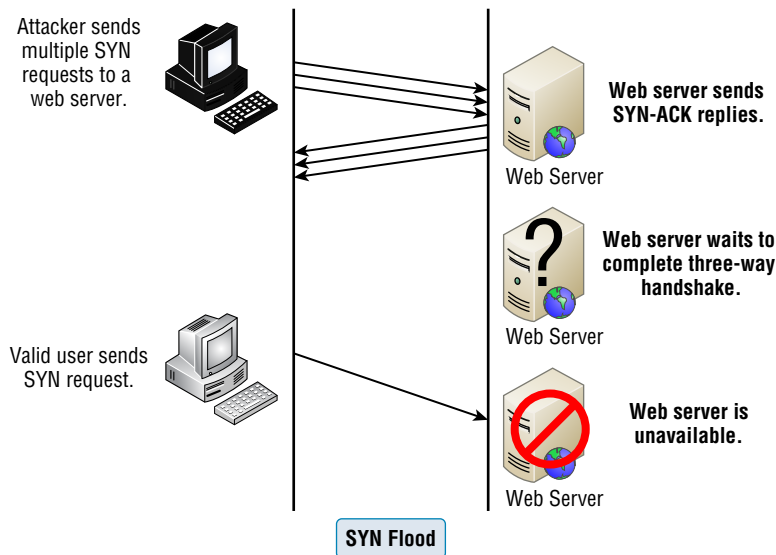 Attacker sends
multiple SYN
requests to a
web server.
Web server sends
SYN-ACK replies.
Web Server
?
Web server waits to
complete three-way
handshake.
Web Server
Valid user sends
SYN request.
Web server is
unavailable.
Web Server
SYN Flood